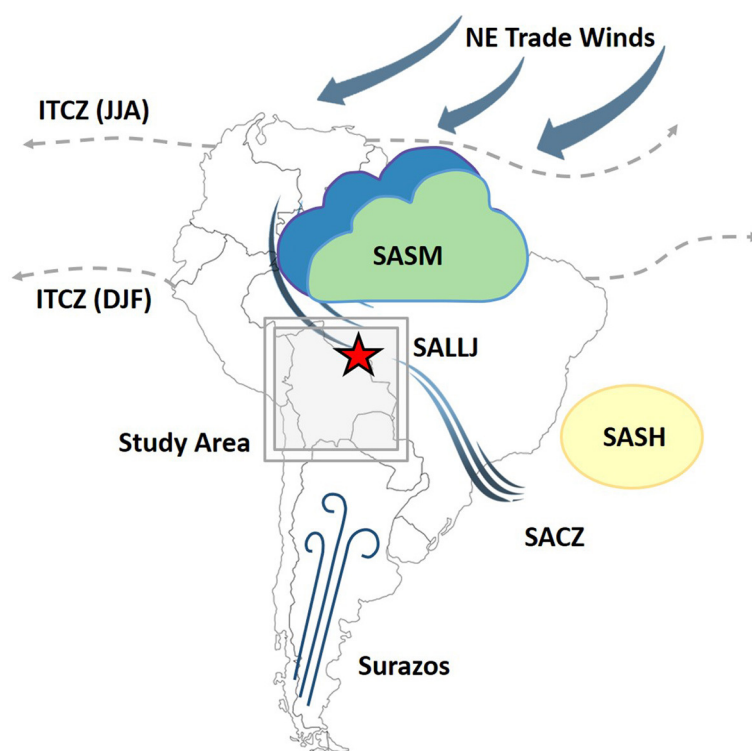 NE Trade Winds
ITCZ (JJA)
SASM
ITCZ (DJF)
SALLJ
Study Area
SASH
SACZ
Surazos